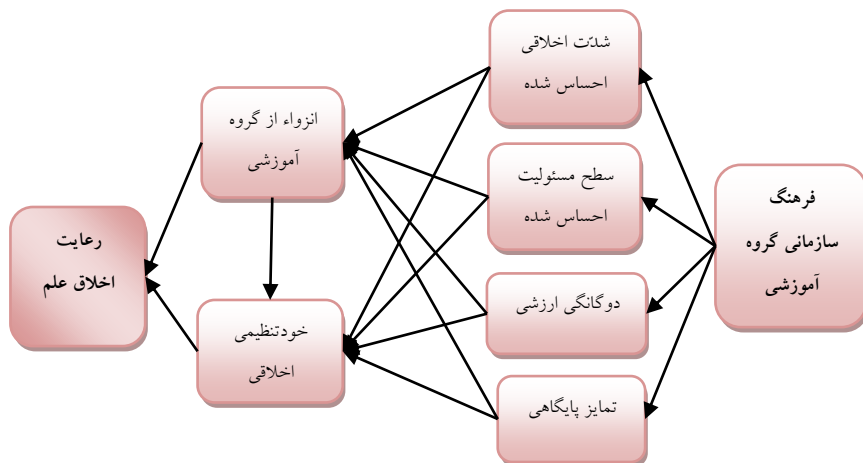 شدّت اخلاقی
احساس شده
انزواء از گروه
آموزشی
سطح مسئولیت
احساس شده
فرهنگ
سازمانی گروه
آموزشی
رعایت
اخلاق علم
دوگانگی ارزشی
خودتنظیمی
اخلاقی
تمایز پایگاهی